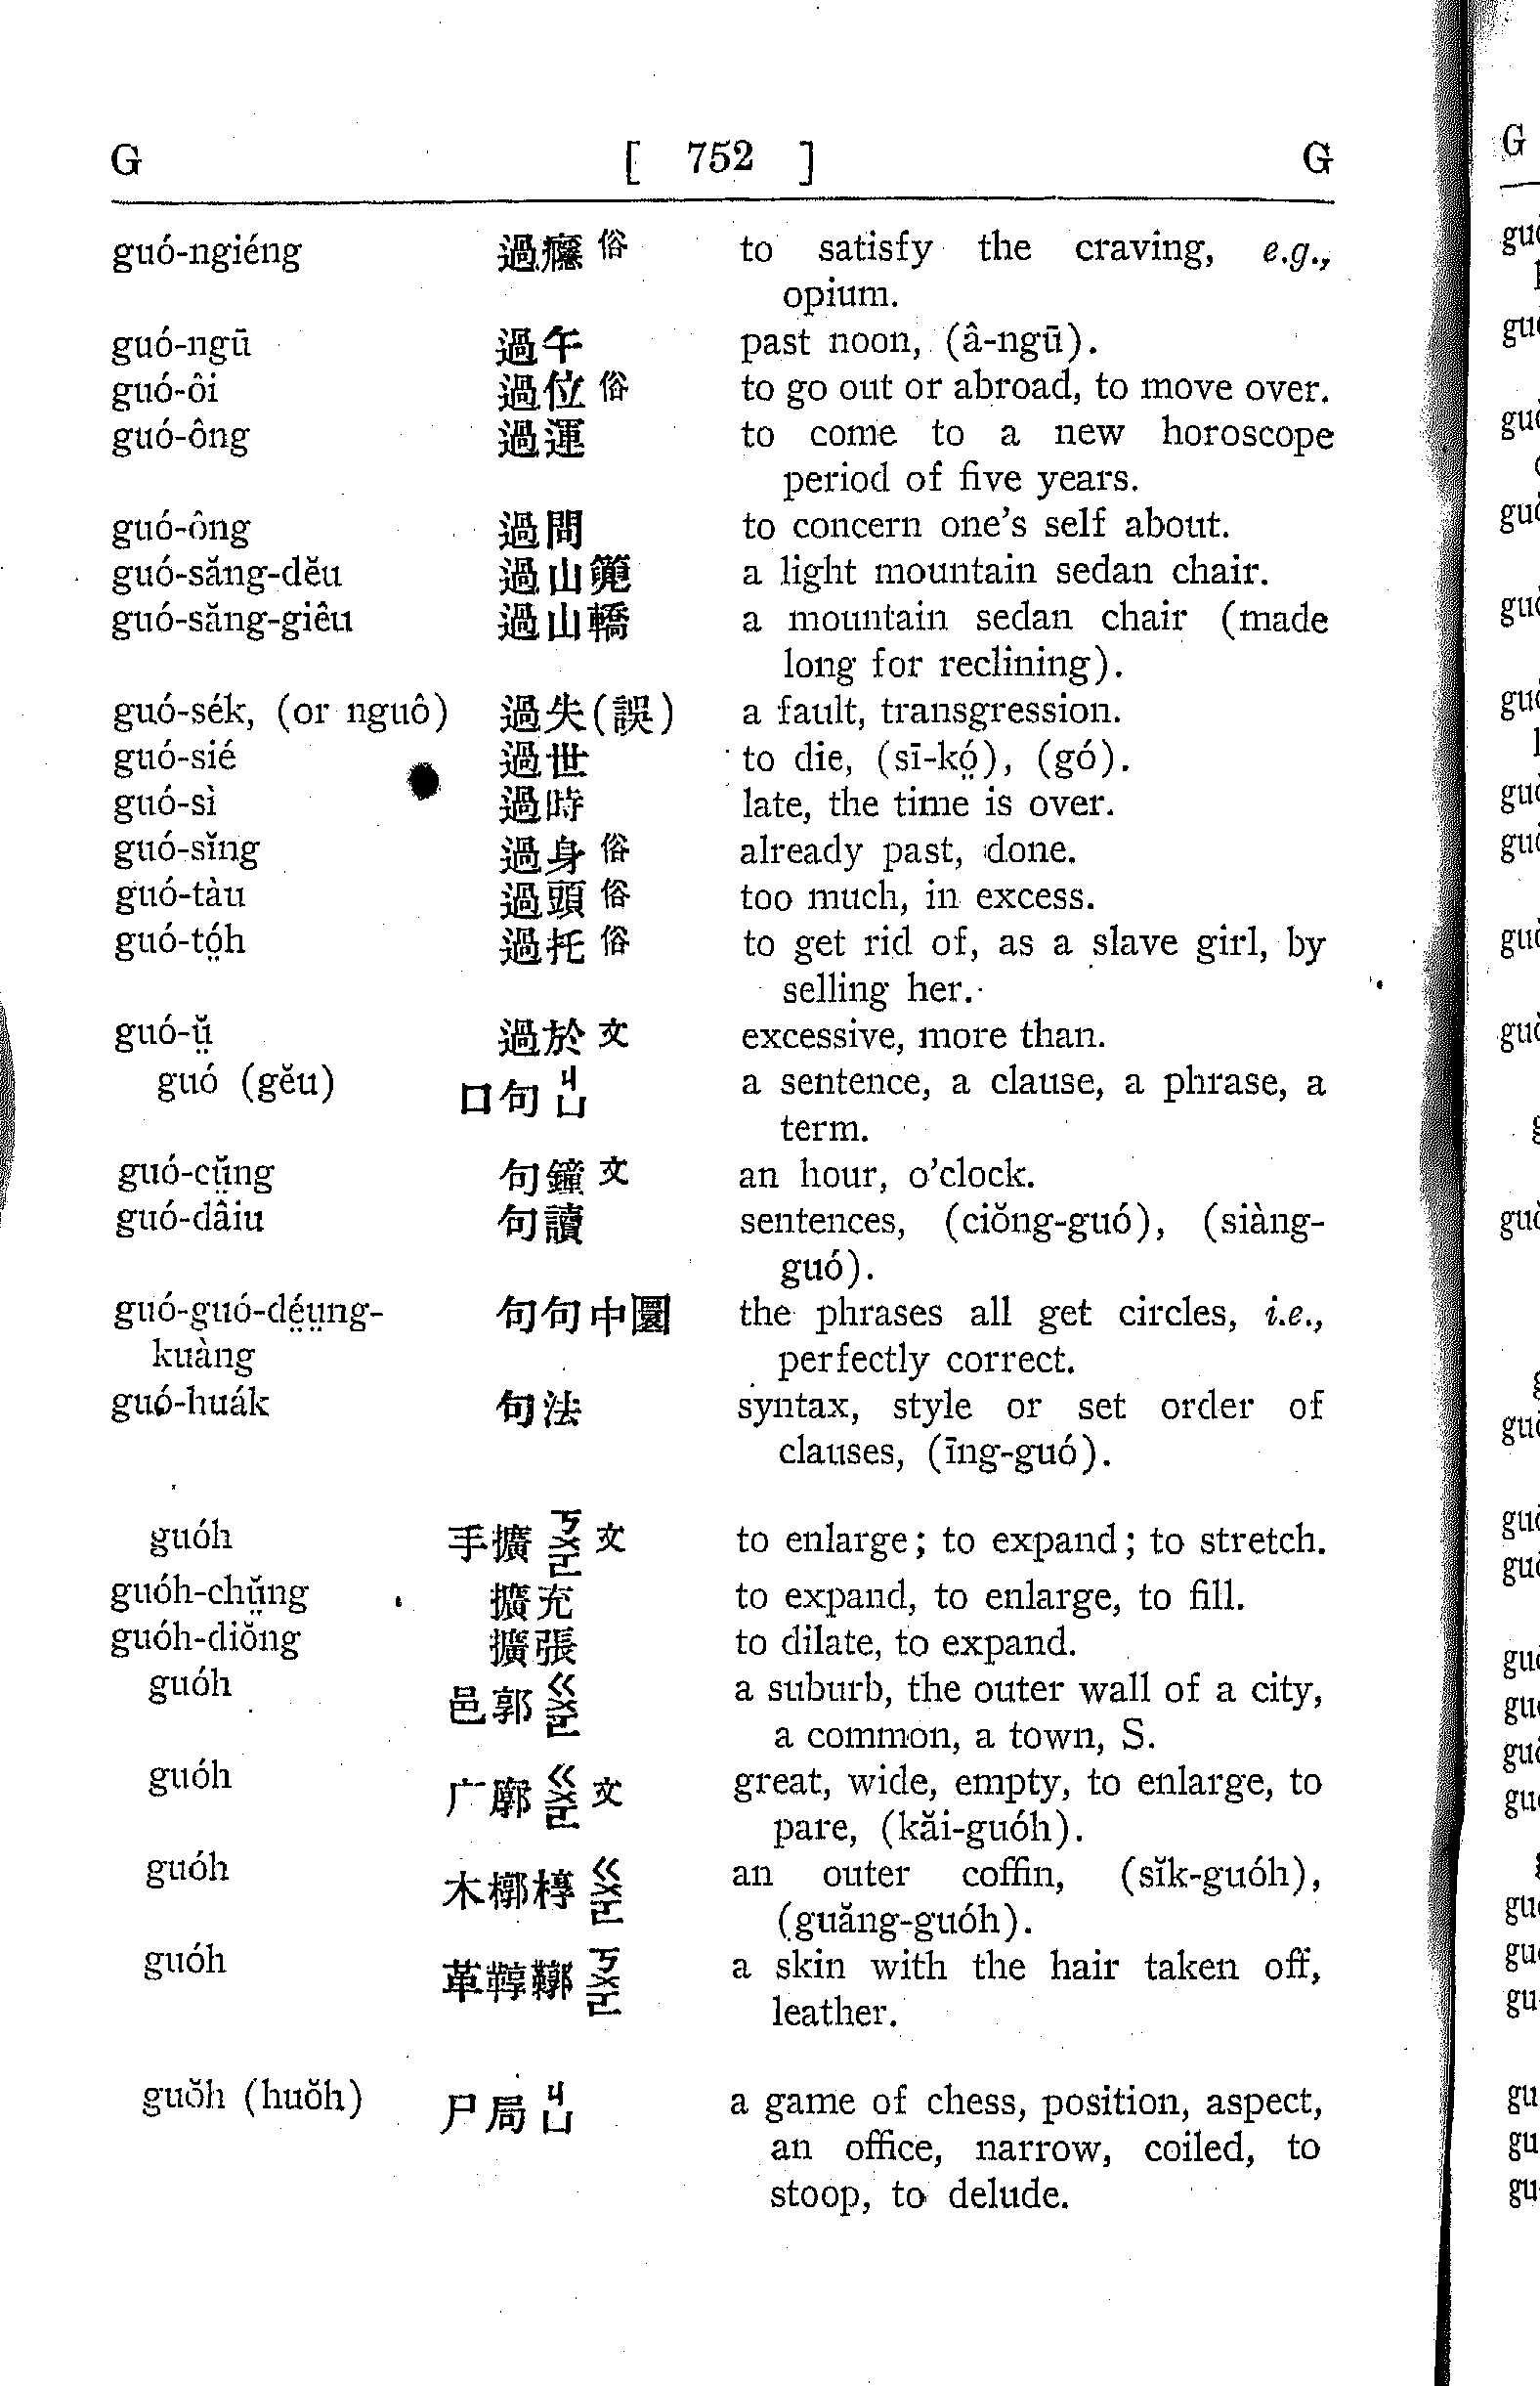 G [ 752 ] G
guó-ngiéng 過癮 俗 to satisfy the craving, e.g.,
opium.
guó-ngū 過午 past noon, (â-ngū).
guó-ôi 過位 俗 to go out or abroad, to move over.
guó-ông 過運 to come to a new horoscope
period of five years.
guó-ông 過問 to concern one's self about.
guó-săng-dĕu 過山篼 a light mountain sedan chair.
guó-săng-giêu 過山轎 a mountain sedan chair (made
long for reclining).
guó-sék, (or nguô) 過失(誤) a fault, transgression.
guó-sié 過世 to die, (sī-kó̤), (gó).
guó-sì 過時 late, the time is over.
guó-sĭng 過身 俗 already past, done.
guó-tàu 過頭 俗 too much, in excess.
guó-tó̤h 過托 俗 to get rid of, as a slave girl, by
selling her.
guó-ṳ̆ 過於 文 excessive, more than.
guó (gĕu) 口句 ㄐㄩ a sentence, a clause, a phrase, a
term.
guó-cṳ̆ng 句鐘 文 an hour, o'clock.
guó-dâiu 句讀 sentences, (ciŏng-guó), (siàng-
guó).
guó-guó-dé̤ṳng- 句句中圜 the phrases all get circles, i.e.,
kuàng perfectly correct.
guó-huák 句法 syntax, style or set order of
clauses, (īng-guó).
guóh 手擴 ㄎㄨㄛ 文 to enlarge; to expand; to stretch.
guóh-chṳ̆ng 擴充 to expand, to enlarge, to fill.
guóh-diŏng 擴張 to dilate, to expand.
guóh 邑郭 ㄍㄨㄛ a suburb, the outer wall of a city,
a common, a town, S.
guóh 广廓 ㄍㄨㄛ 文 great, wide, empty, to enlarge, to
pare, (kăi-guóh).
guóh 木槨椁 ㄍㄨㄛ an outer coffin, (sĭk-guóh),
(guăng-guóh).
guóh 革鞟鞹 ㄎㄨㄛ a skin with the hair taken off,
leather.
guŏh (huŏh) 尸局 ㄐㄩ a game of chess, position, aspect,
an office, narrow, coiled, to
stoop, to delude.